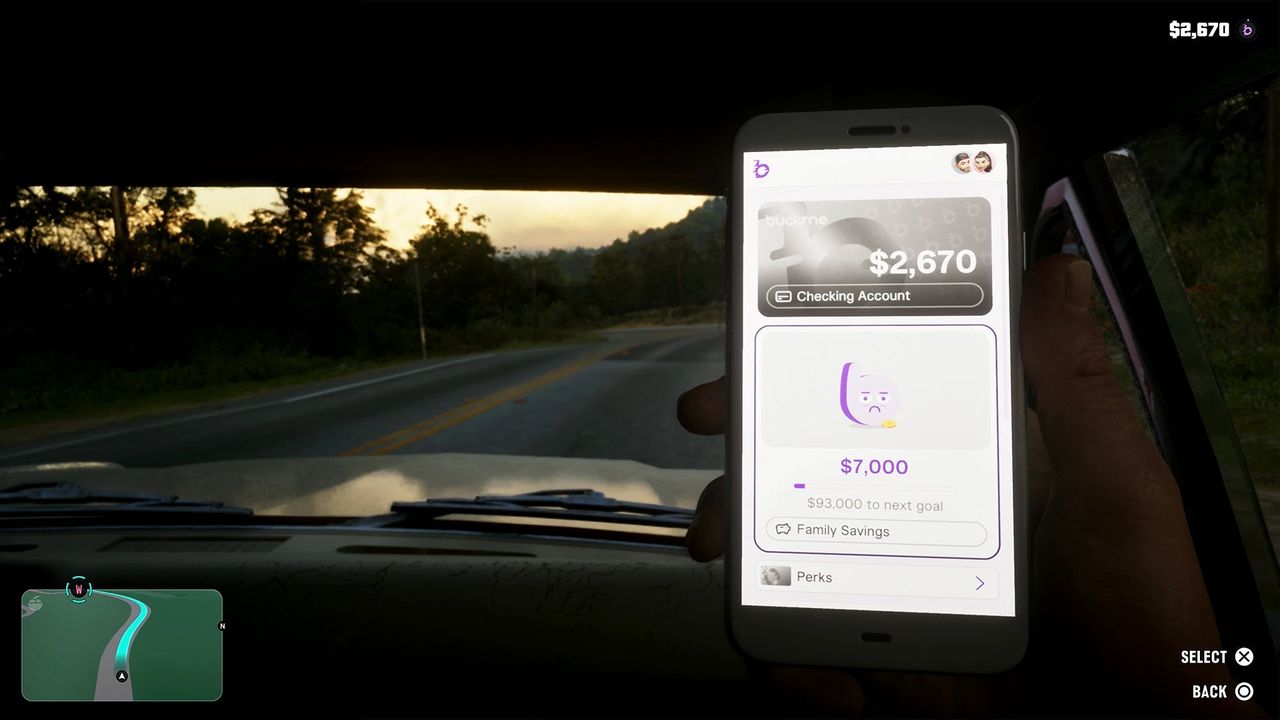 $2,670
buckme
$2,670
Checking Account
$7,000
$93,000 to next goal
Family Savings
Perks
W
N
SELECT
BACK